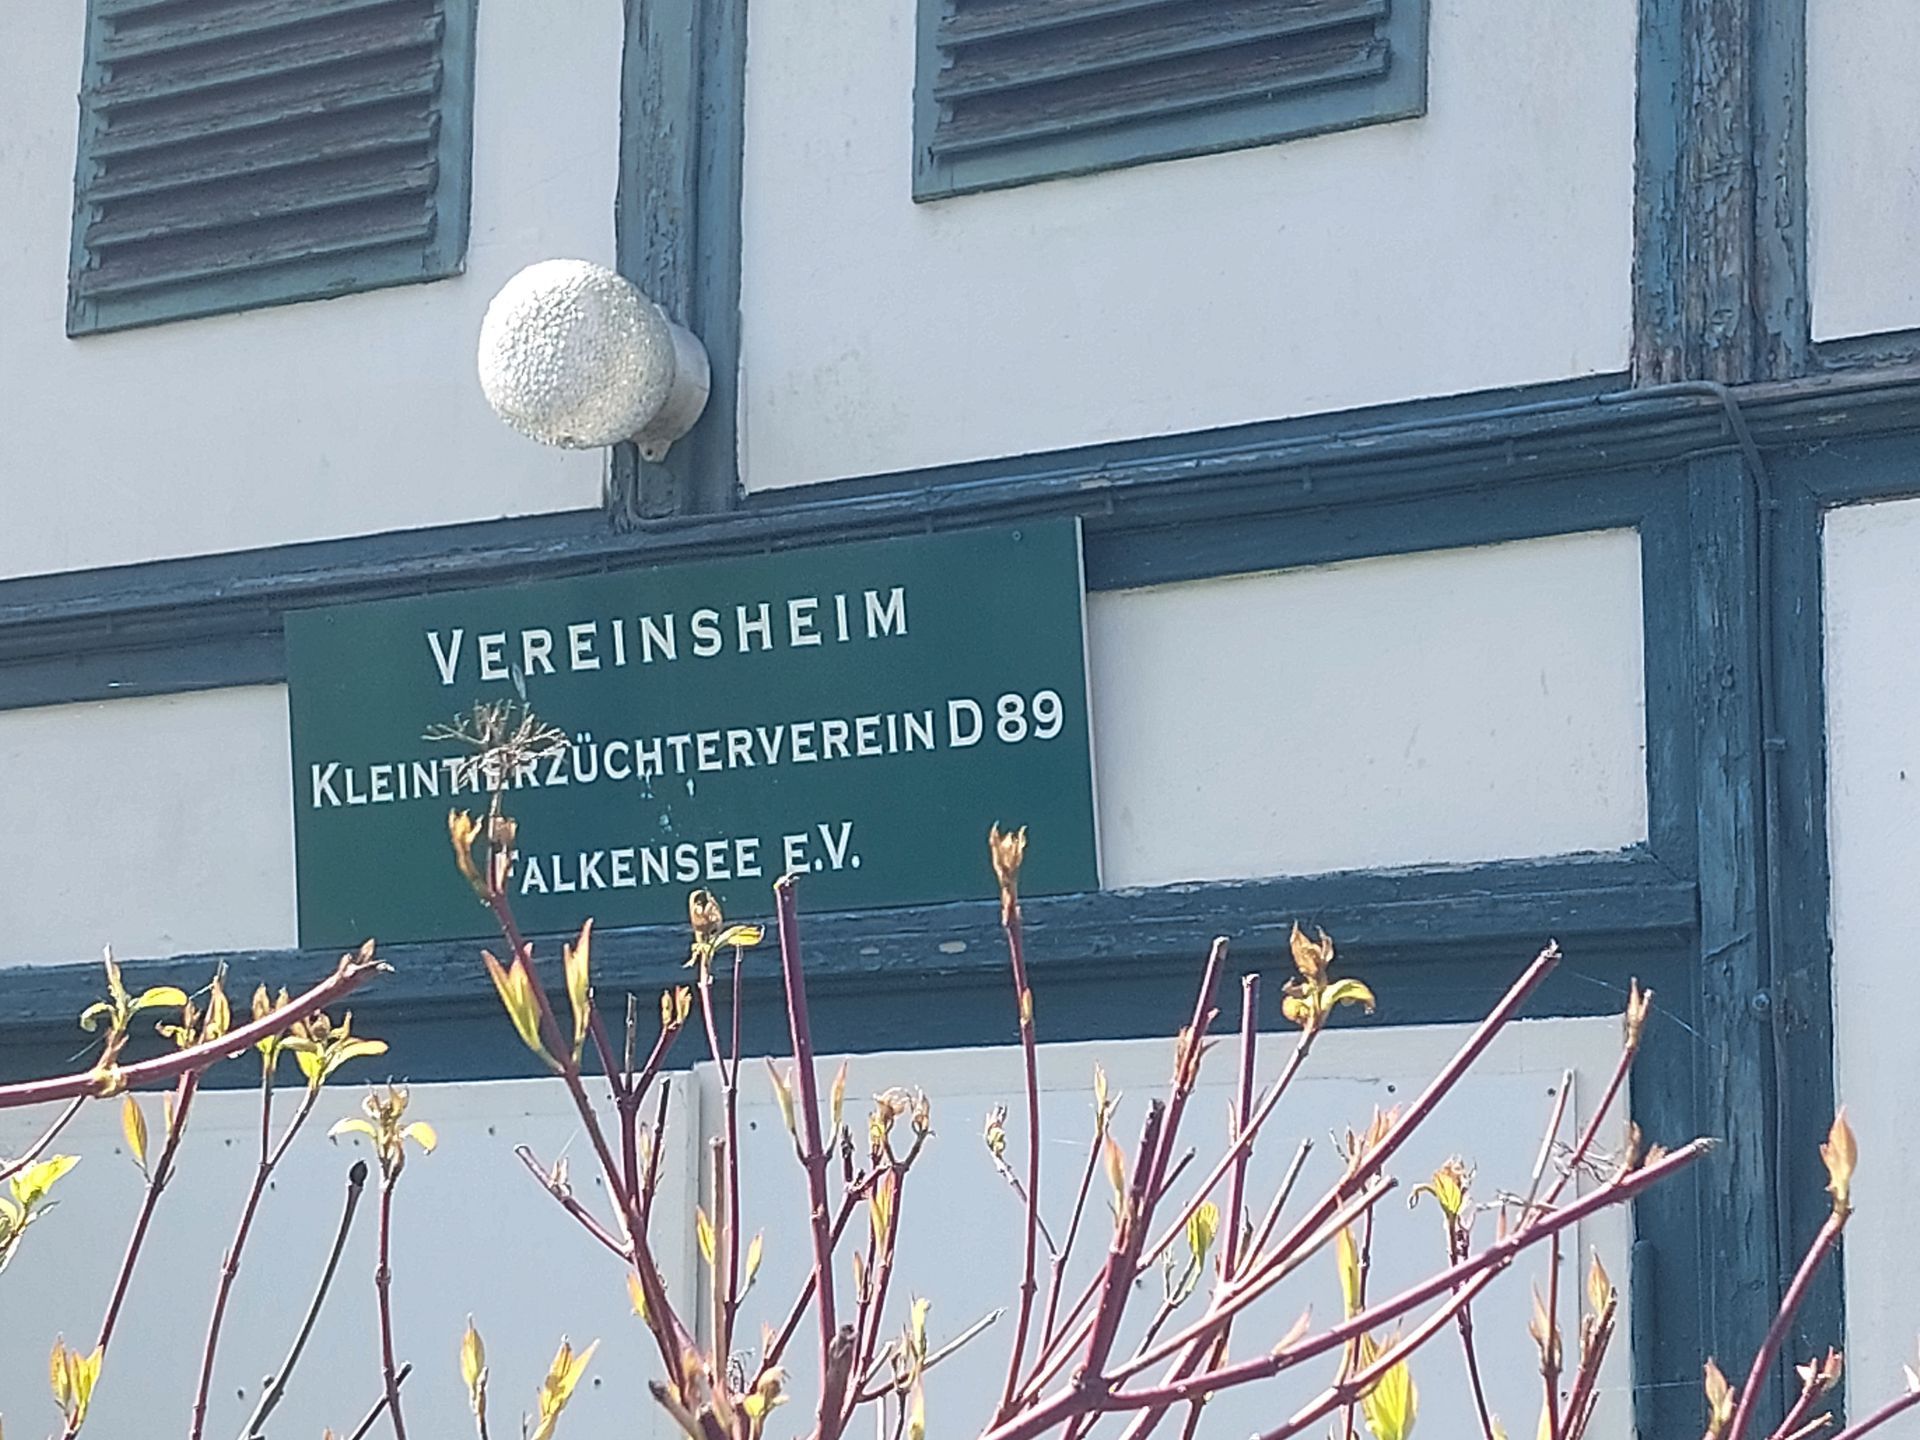 VEREINSHEIM
KLEINTIERZÜCHTERVEREIN D 89
FALKENSEE E.V.